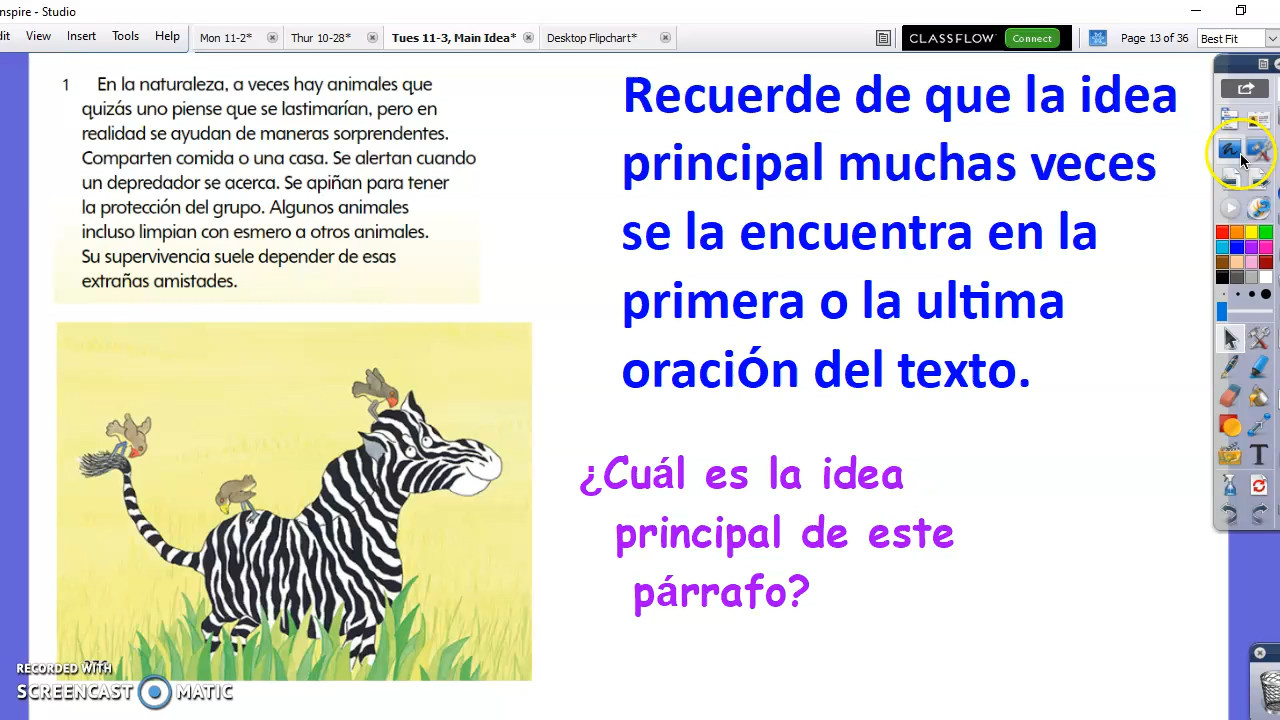 nspire - Studio
dit View Insert Tools Help Mon 11-2* Thur 10-28* Tues 11-3, Main Idea* Desktop Flipchart* CLASSFLOW Connect Page 13 of 36 Best Fit
1 En la naturaleza, a veces hay animales que
quizás uno piense que se lastimarían, pero en
realidad se ayudan de maneras sorprendentes.
Comparten comida o una casa. Se alertan cuando
un depredador se acerca. Se apiñan para tener
la protección del grupo. Algunos animales
incluso limpian con esmero a otros animales.
Su supervivencia suele depender de esas
extrañas amistades.
Recuerde de que la idea
principal muchas veces
se la encuentra en la
primera o la ultima
oración del texto.
¿Cuál es la idea
principal de este
párrafo?
RECORDED WITH
SCREENCAST MATIC